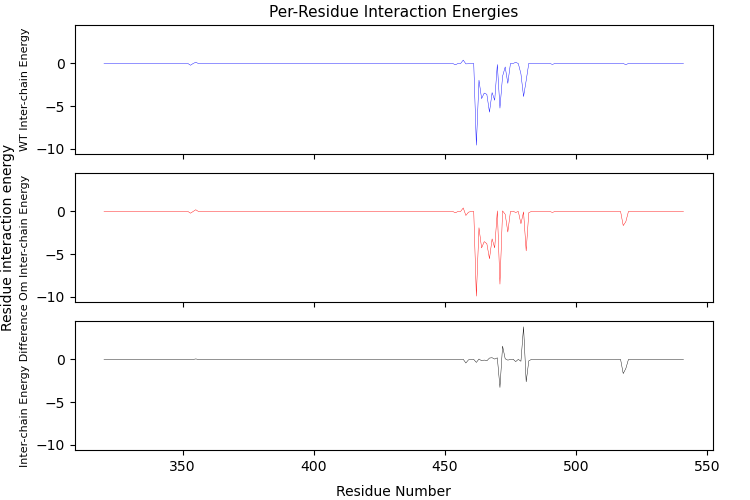 Per-Residue Interaction Energies
Residue interaction energy
WT Inter-chain Energy
0
−5
−10
Om Inter-chain Energy
0
−5
−10
Inter-chain Energy Difference
0
−5
−10
350
400
450
500
550
Residue Number